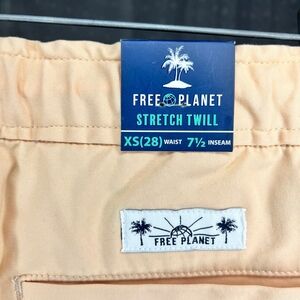 FREE PLANET
STRETCH TWILL
XS(28) WAIST 7½ INSEAM
FREE PLANET